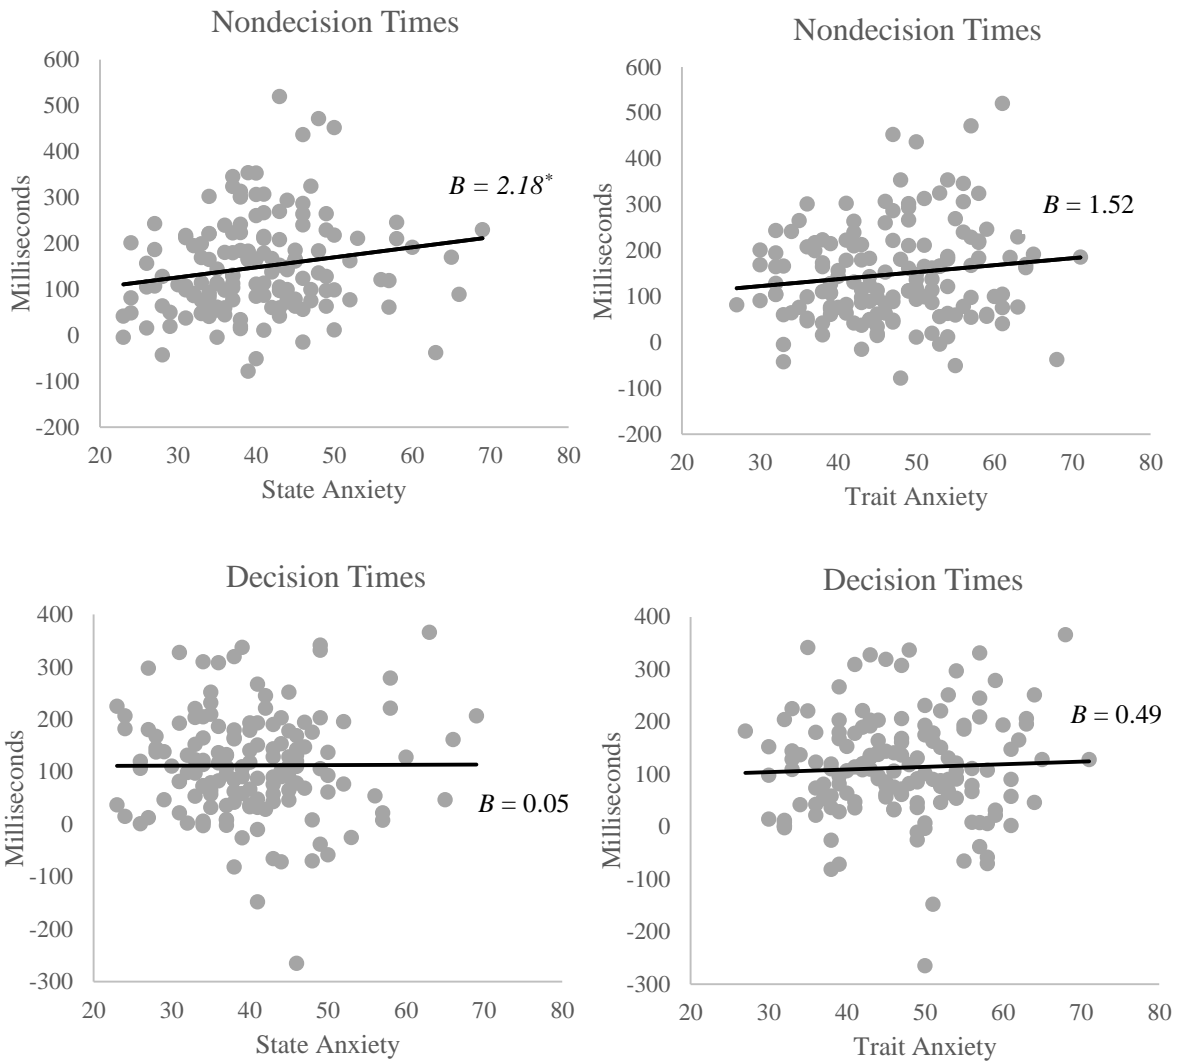 Nondecision Times
600
500
400
300
200
100
0
-100
-200
Milliseconds
B = 2.18*
20 30 40 50 60 70 80
State Anxiety
Nondecision Times
600
500
400
300
200
100
0
-100
-200
Milliseconds
B = 1.52
20 30 40 50 60 70 80
Trait Anxiety
Decision Times
400
300
200
100
0
-100
-200
-300
Milliseconds
B = 0.05
20 30 40 50 60 70 80
State Anxiety
Decision Times
400
300
200
100
0
-100
-200
-300
Milliseconds
B = 0.49
20 30 40 50 60 70 80
Trait Anxiety